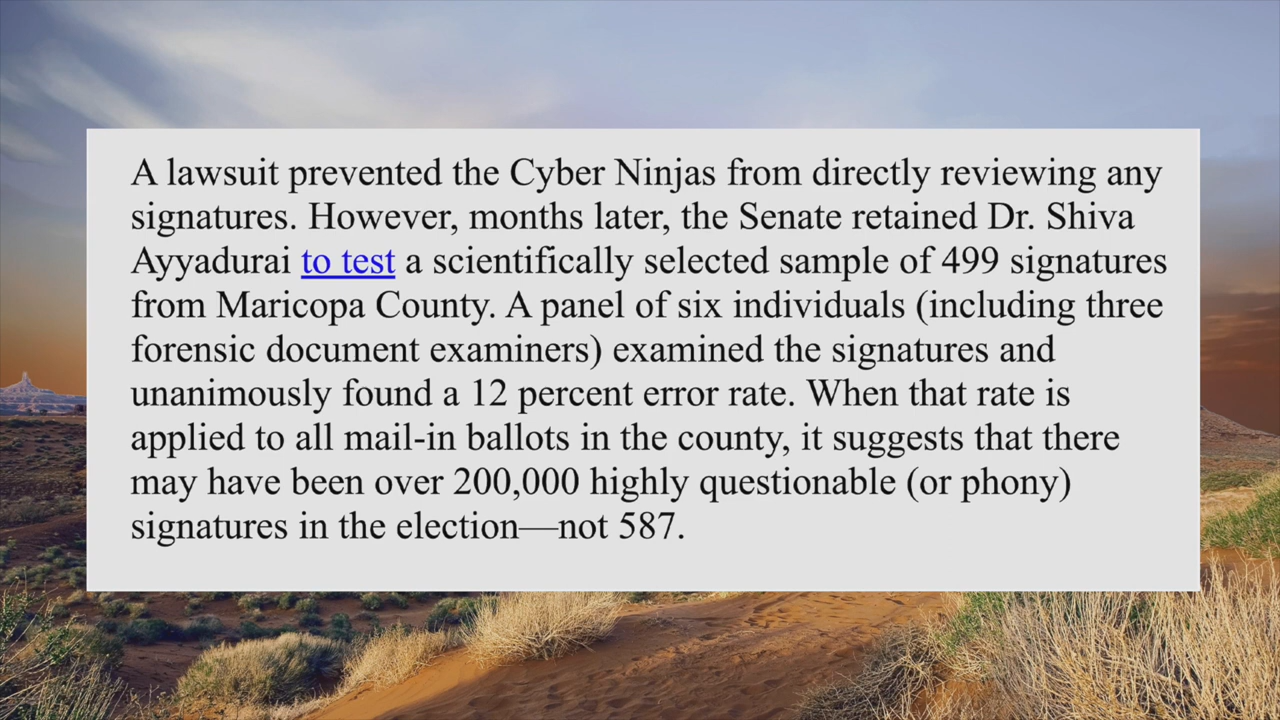 A lawsuit prevented the Cyber Ninjas from directly reviewing any
signatures. However, months later, the Senate retained Dr. Shiva
Ayyadurai to test a scientifically selected sample of 499 signatures
from Maricopa County. A panel of six individuals (including three
forensic document examiners) examined the signatures and
unanimously found a 12 percent error rate. When that rate is
applied to all mail-in ballots in the county, it suggests that there
may have been over 200,000 highly questionable (or phony)
signatures in the election—not 587.